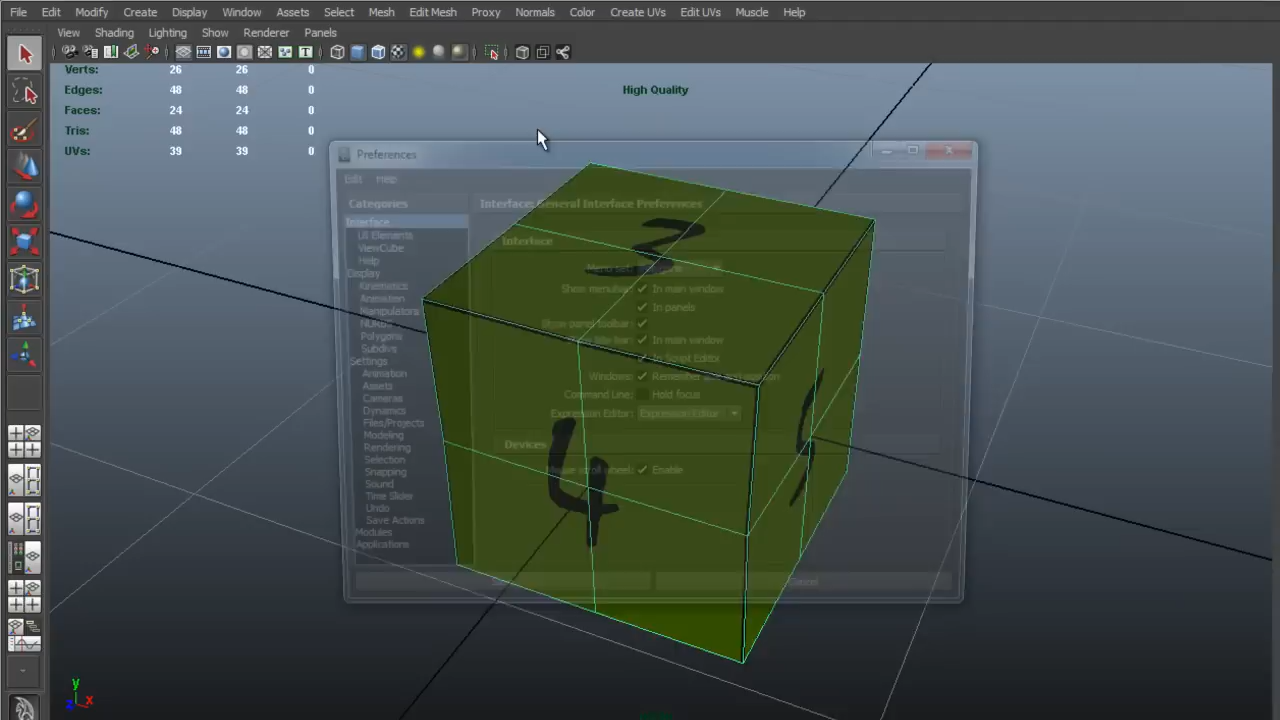 File Edit Modify Create Display Window Assets Select Mesh Edit Mesh Proxy Normals Color Create UVs Edit UVs Muscle Help
View Shading Lighting Show Renderer Panels
Verts: 26 26 0
Edges: 48 48 0
Faces: 24 24 0
Tris: 48 48 0
UVs: 39 39 0
High Quality
Preferences
Edit Help
Categories
Interface
UI Elements
ViewCube
Help
Display
Kinematics
Animation
Manipulators
NURBS
Polygons
Subdivs
Settings
Animation
Assets
Cameras
Dynamics
Files/Projects
Modeling
Rendering
Selection
Snapping
Sound
Time Slider
Undo
Save Actions
Modules
Applications
Interface: General Interface Preferences
Interface
Menu set:
Show menubar: In main window
In panels
Show panel toolbar:
title bar: In main window
In Script Editor
Windows: Remember
Command Line: Hold focus
Expression Editor: Expression Editor
Devices
Mouse scroll wheel: Enable
Cancel
2
4
y
z x